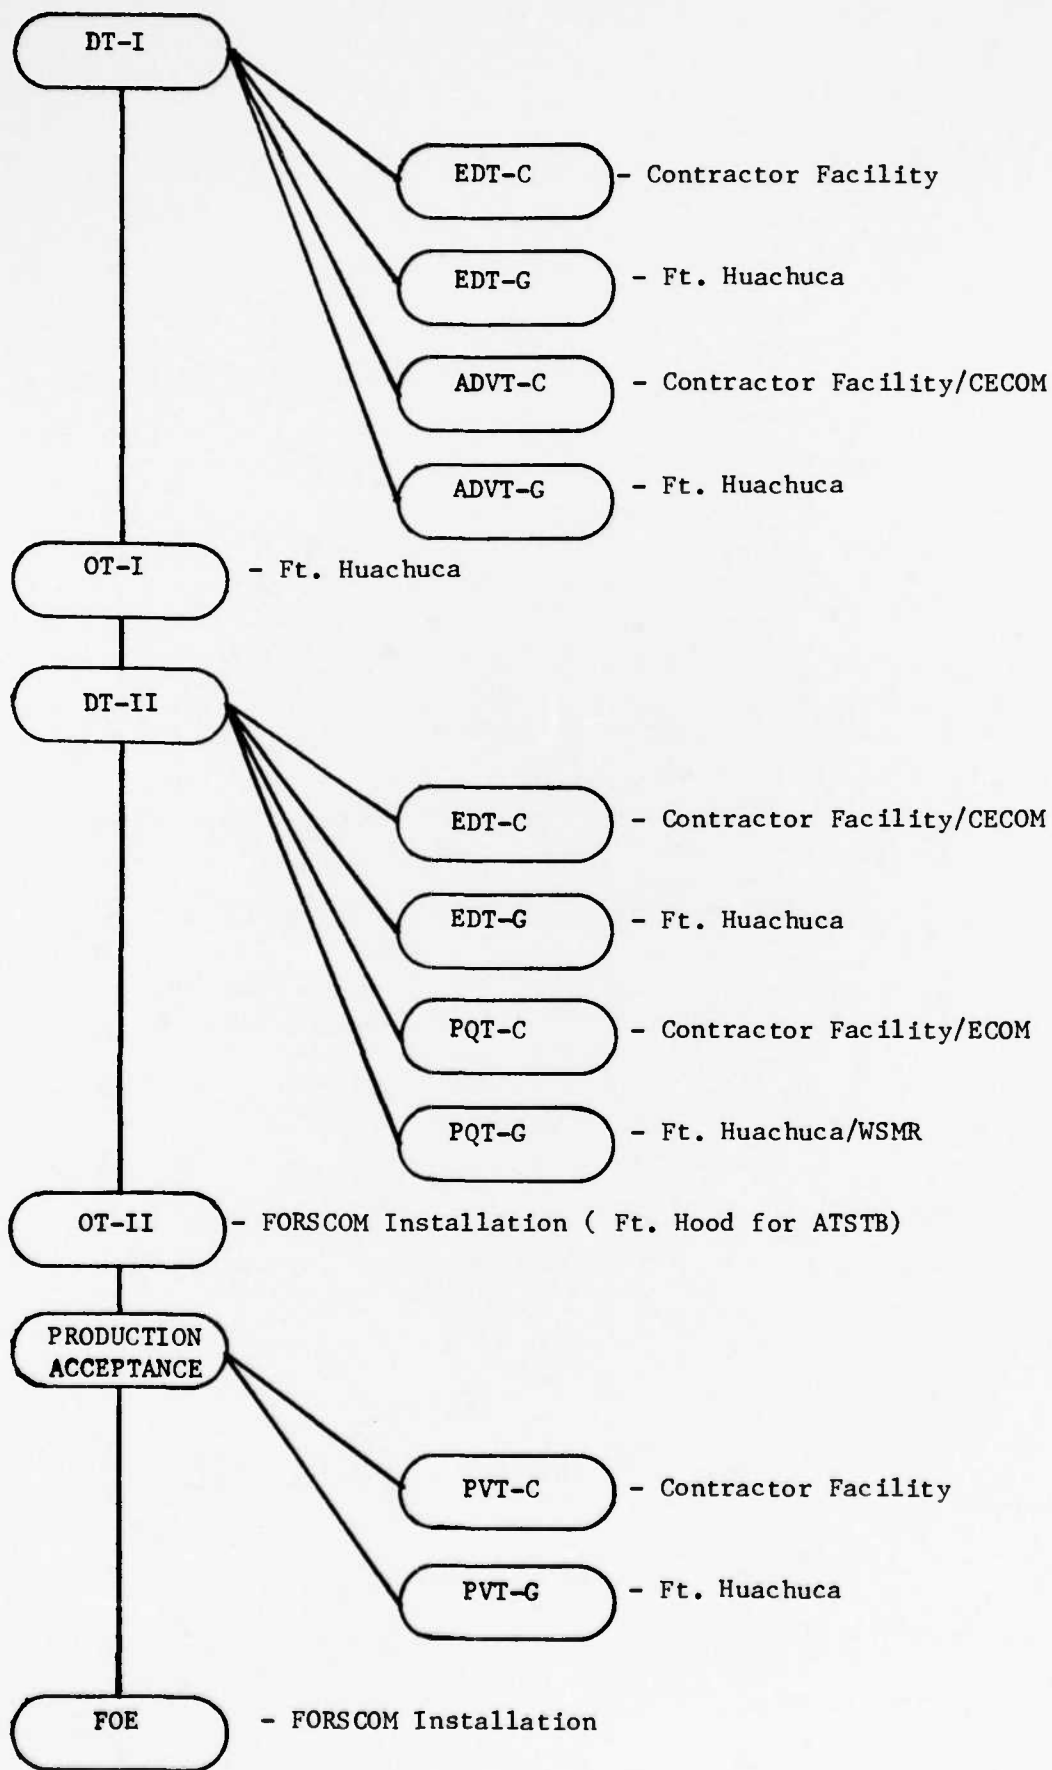 DT-I
EDT-C - Contractor Facility
EDT-G - Ft. Huachuca
ADVT-C - Contractor Facility/CECOM
ADVT-G - Ft. Huachuca
OT-I - Ft. Huachuca
DT-II
EDT-C - Contractor Facility/CECOM
EDT-G - Ft. Huachuca
PQT-C - Contractor Facility/ECOM
PQT-G - Ft. Huachuca/WSMR
OT-II - FORSCOM Installation ( Ft. Hood for ATSTB)
PRODUCTION
ACCEPTANCE
PVT-C - Contractor Facility
PVT-G - Ft. Huachuca
FOE - FORSCOM Installation